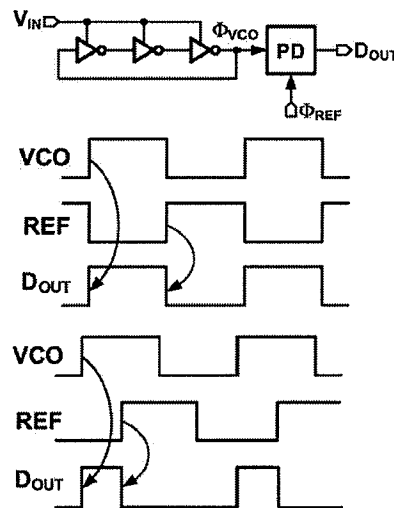 V_IN Φ_VCO PD D_OUT
Φ_REF
VCO
REF
D_OUT
VCO
REF
D_OUT